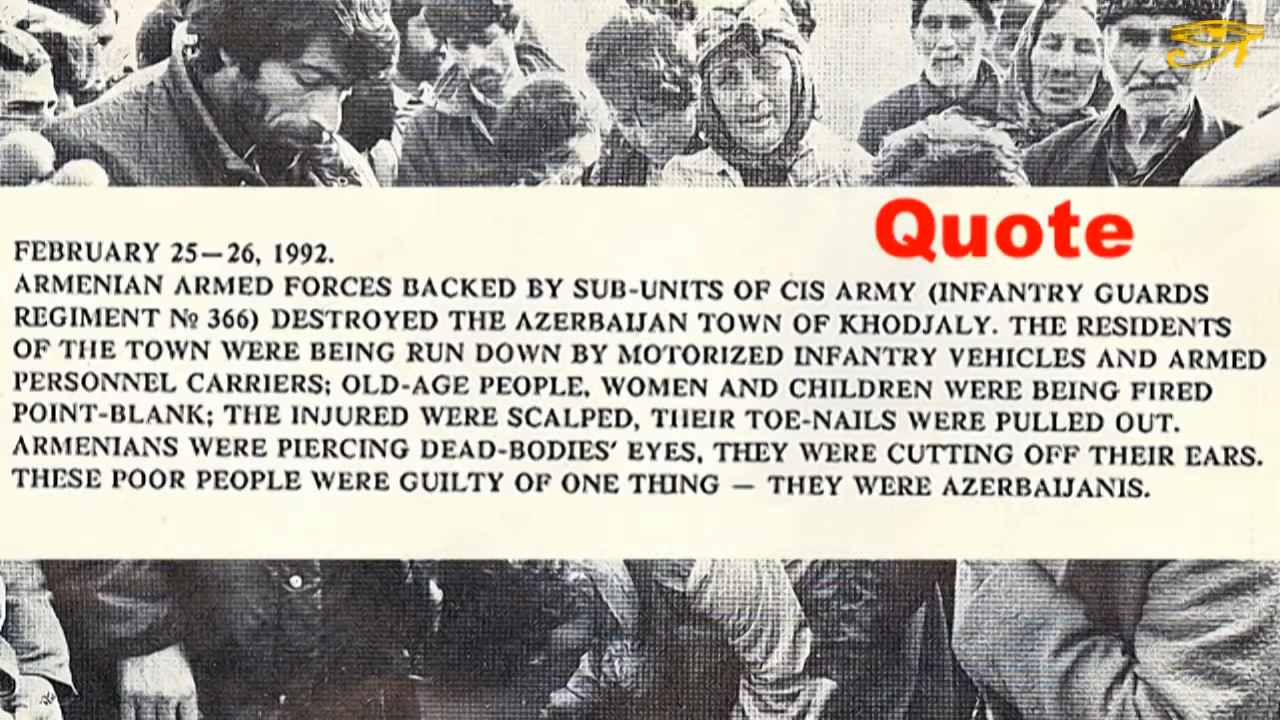 Quote
FEBRUARY 25—26, 1992.
ARMENIAN ARMED FORCES BACKED BY SUB-UNITS OF CIS ARMY (INFANTRY GUARDS
REGIMENT № 366) DESTROYED THE AZERBAIJAN TOWN OF KHODJALY. THE RESIDENTS
OF THE TOWN WERE BEING RUN DOWN BY MOTORIZED INFANTRY VEHICLES AND ARMED
PERSONNEL CARRIERS; OLD-AGE PEOPLE, WOMEN AND CHILDREN WERE BEING FIRED
POINT-BLANK; THE INJURED WERE SCALPED, THEIR TOE-NAILS WERE PULLED OUT.
ARMENIANS WERE PIERCING DEAD-BODIES' EYES, THEY WERE CUTTING OFF THEIR EARS.
THESE POOR PEOPLE WERE GUILTY OF ONE THING — THEY WERE AZERBAIJANIS.